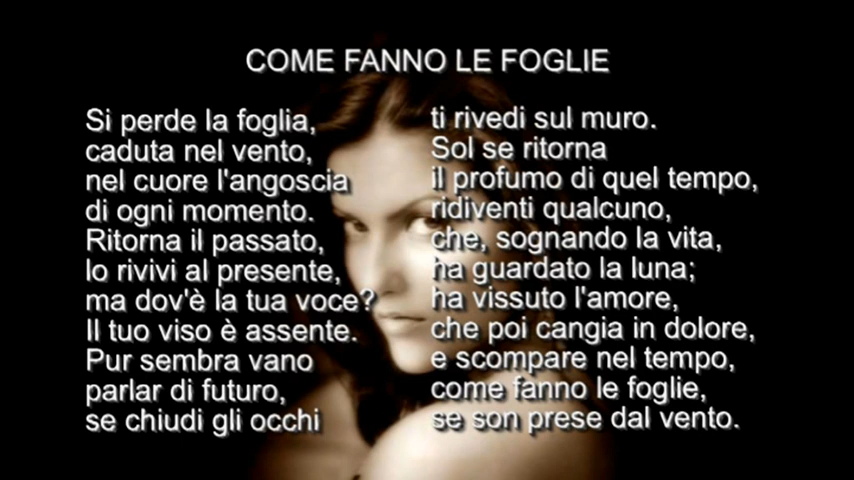 COME FANNO LE FOGLIE
Si perde la foglia,
caduta nel vento,
nel cuore l'angoscia
di ogni momento.
Ritorna il passato,
lo rivivi al presente,
ma dov'è la tua voce?
Il tuo viso è assente.
Pur sembra vano
parlar di futuro,
se chiudi gli occhi
ti rivedi sul muro.
Sol se ritorna
il profumo di quel tempo,
ridiventi qualcuno,
che, sognando la vita,
ha guardato la luna;
ha vissuto l'amore,
che poi cangia in dolore,
e scompare nel tempo,
come fanno le foglie,
se son prese dal vento.